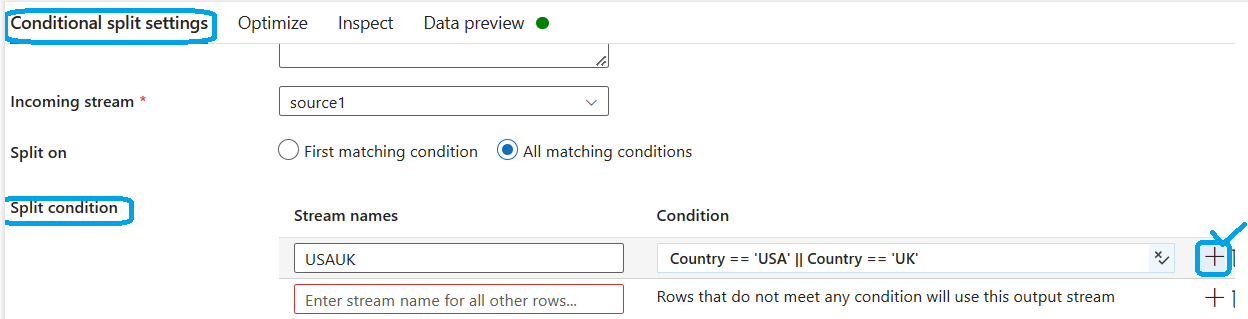 Conditional split settings Optimize Inspect Data preview
Incoming stream * source1
Split on First matching condition All matching conditions
Split condition
Stream names Condition
USAUK Country == 'USA' || Country == 'UK'
Enter stream name for all other rows... Rows that do not meet any condition will use this output stream